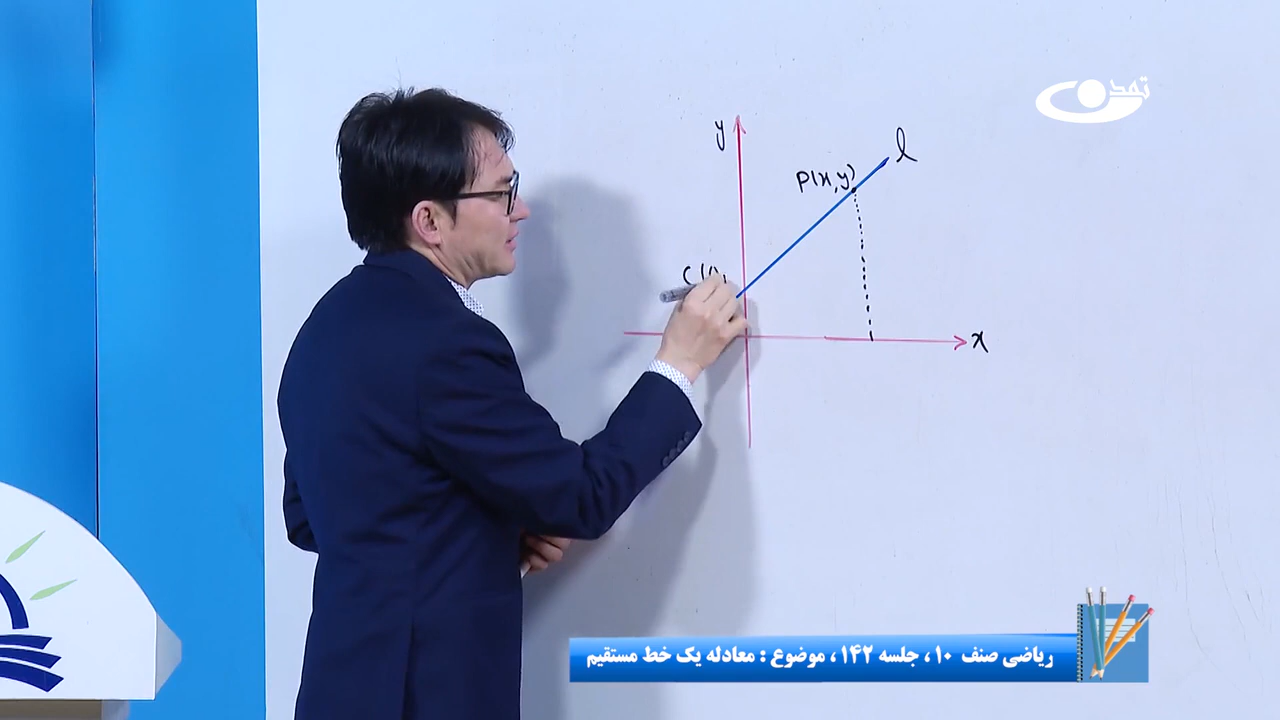 تمدن
y
l
P(x,y)
C(
x
ریاضی صنف ۱۰، جلسه ۱۴۲، موضوع : معادله یک خط مستقیم